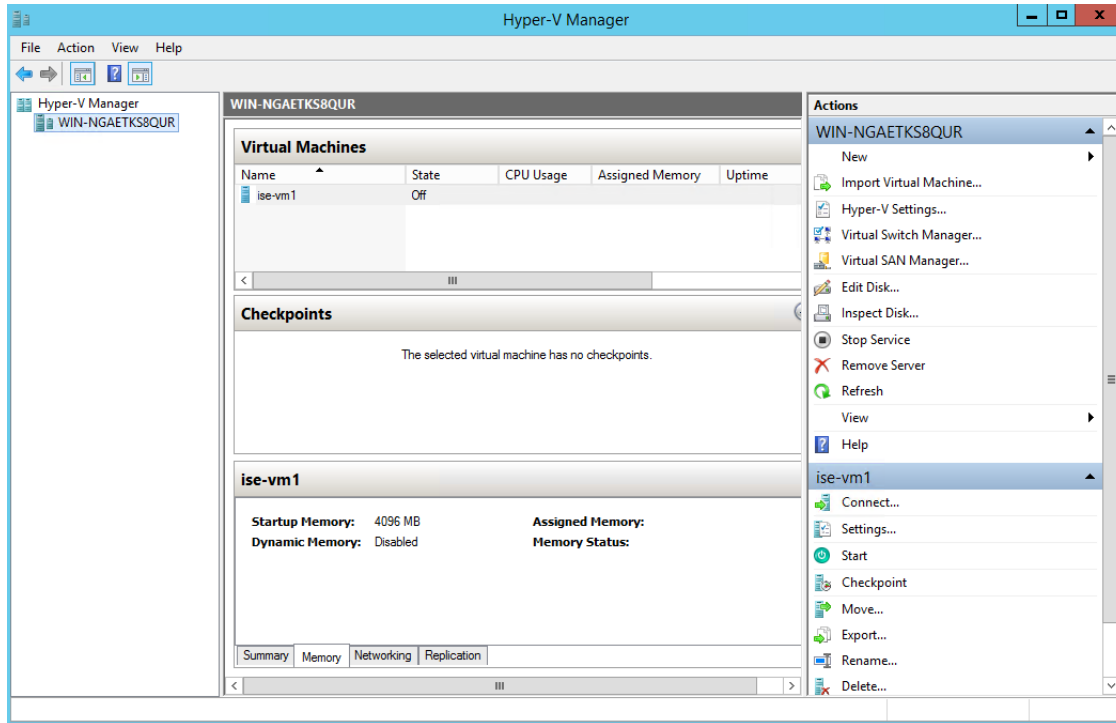 Hyper-V Manager
File Action View Help
Hyper-V Manager
WIN-NGAETKS8QUR
WIN-NGAETKS8QUR
Virtual Machines
Name State CPU Usage Assigned Memory Uptime
ise-vm1 Off
Checkpoints
The selected virtual machine has no checkpoints.
ise-vm1
Startup Memory: 4096 MB Assigned Memory:
Dynamic Memory: Disabled Memory Status:
Summary Memory Networking Replication
Actions
WIN-NGAETKS8QUR
New
Import Virtual Machine...
Hyper-V Settings...
Virtual Switch Manager...
Virtual SAN Manager...
Edit Disk...
Inspect Disk...
Stop Service
Remove Server
Refresh
View
Help
ise-vm1
Connect...
Settings...
Start
Checkpoint
Move...
Export...
Rename...
Delete...